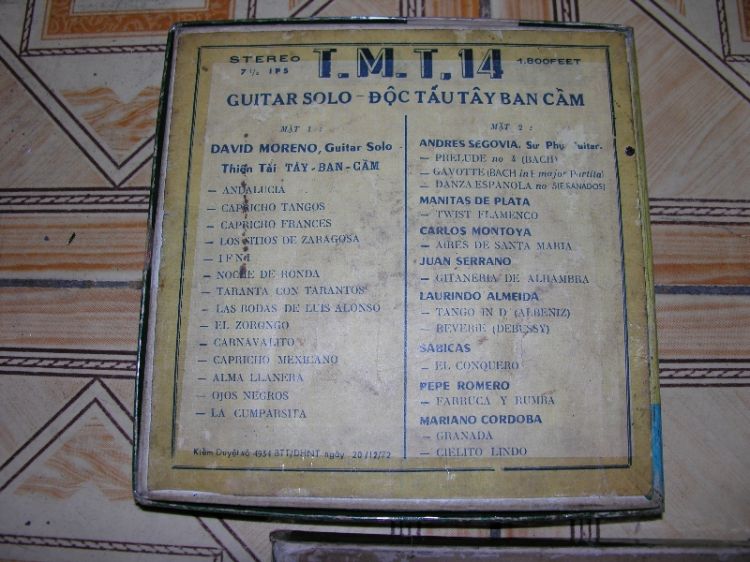 STEREO
7 1/2 IPS
T.M.T.14
1.800FEET
GUITAR SOLO - ĐỘC TẤU TÂY BAN CẦM
MẶT 1 :
DAVID MORENO, Guitar Solo -
Thiên Tài TÂY-BAN-CẦM
- ANDALUCIA
- CAPRICHO TANGOS
- CAPRICHO FRANCES
- LOS SITIOS DE ZARAGOSA
- IFNI
- NOCHE DE RONDA
- TARANTA CON TARANTOS
- LAS BODAS DE LUIS ALONSO
- EL ZORONGO
- CARNAVALITO
- CAPRICHO MEXICANO
- ALMA LLANERA
- OJOS NEGROS
- LA CUMPARSITA
Kiểm Duyệt số 4954 BTT/DHNT ngày 20/12/72
MẶT 2 :
ANDRES SEGOVIA, Sư Phụ Guitar.
- PRELUDE no 4 (BACH)
- GAVOTTE (BACH in E major Partita)
- DANZA ESPANOLA no 5(E.GRANADOS)
MANITAS DE PLATA
- TWIST FLAMENCO
CARLOS MONTOYA
- AIRES DE SANTA MARIA
JUAN SERRANO
- GITANERIA DE ALHAMBRA
LAURINDO ALMEIDA
- TANGO IN D (ALBENIZ)
- REVERIE (DEBUSSY)
SABICAS
- EL CONQUERO
PEPE ROMERO
- FARRUCA Y RUMBA
MARIANO CORDOBA
- GRANADA
- CIELITO LINDO